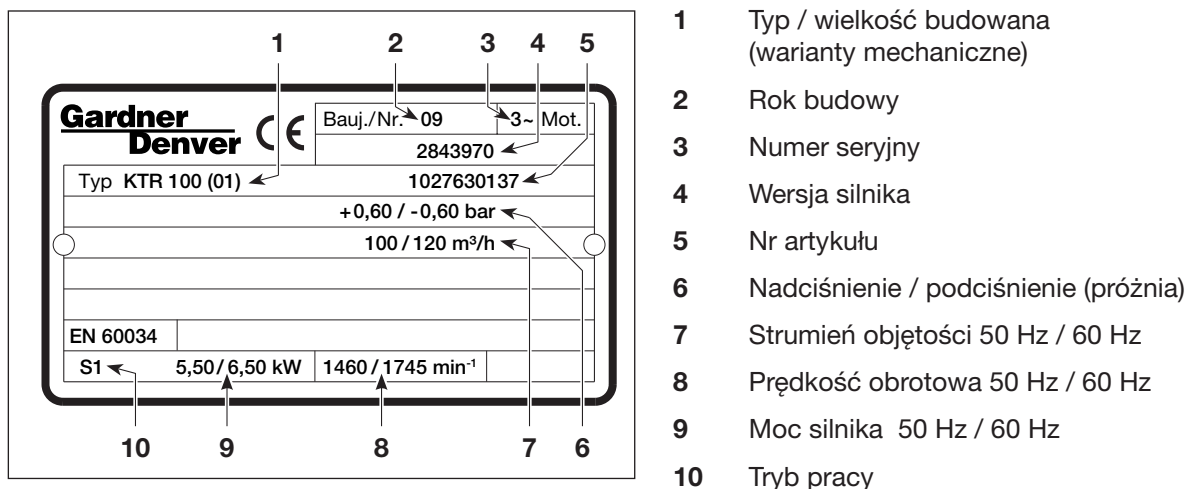 1 2 3 4 5
Gardner
Denver
CE
Bauj./Nr. 09
3~ Mot.
2843970
Typ KTR 100 (01) 1027630137
+0,60 / -0,60 bar
100 / 120 m³/h
EN 60034
S1 5,50 / 6,50 kW 1460 / 1745 min⁻¹
10 9 8 7 6
1 Typ / wielkość budowana
(warianty mechaniczne)
2 Rok budowy
3 Numer seryjny
4 Wersja silnika
5 Nr artykułu
6 Nadciśnienie / podciśnienie (próżnia)
7 Strumień objętości 50 Hz / 60 Hz
8 Prędkość obrotowa 50 Hz / 60 Hz
9 Moc silnika 50 Hz / 60 Hz
10 Tryb pracy